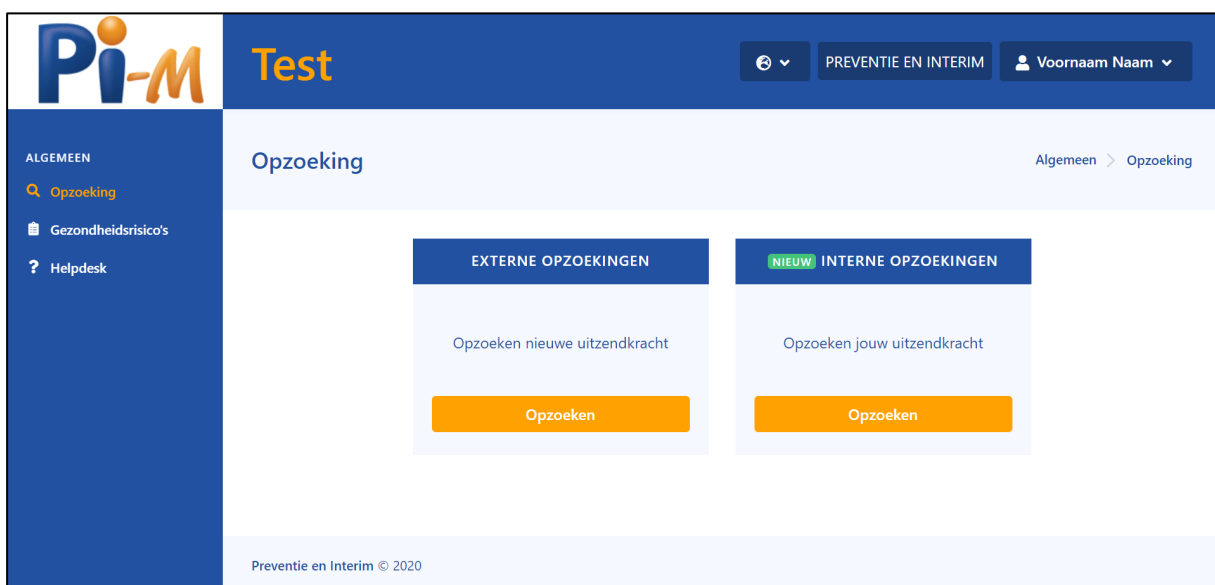 Pi-M
Test
PREVENTIE EN INTERIM
Voornaam Naam
ALGEMEEN
Opzoeking
Gezondheidsrisico's
? Helpdesk
Opzoeking
Algemeen > Opzoeking
EXTERNE OPZOEKINGEN
Opzoeken nieuwe uitzendkracht
Opzoeken
NIEUW INTERNE OPZOEKINGEN
Opzoeken jouw uitzendkracht
Opzoeken
Preventie en Interim © 2020